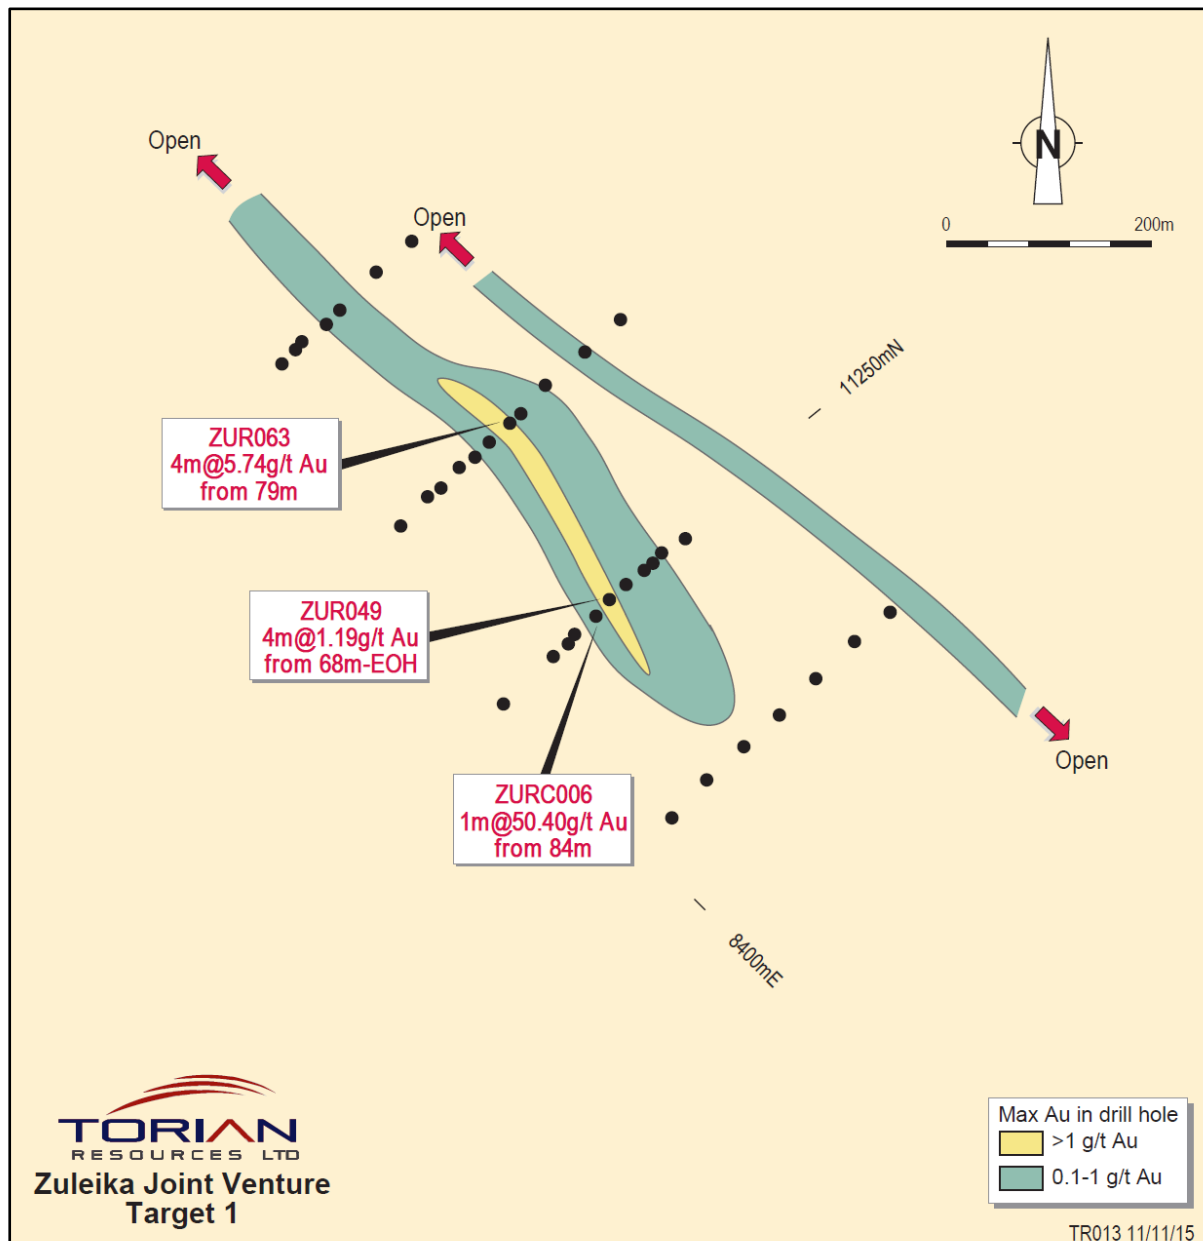 Open
Open
N
0 200m
11250mN
ZUR063
4m@5.74g/t Au
from 79m
ZUR049
4m@1.19g/t Au
from 68m-EOH
Open
ZURC006
1m@50.40g/t Au
from 84m
8400mE
TORIAN
RESOURCES LTD
Zuleika Joint Venture
Target 1
Max Au in drill hole
>1 g/t Au
0.1-1 g/t Au
TR013 11/11/15